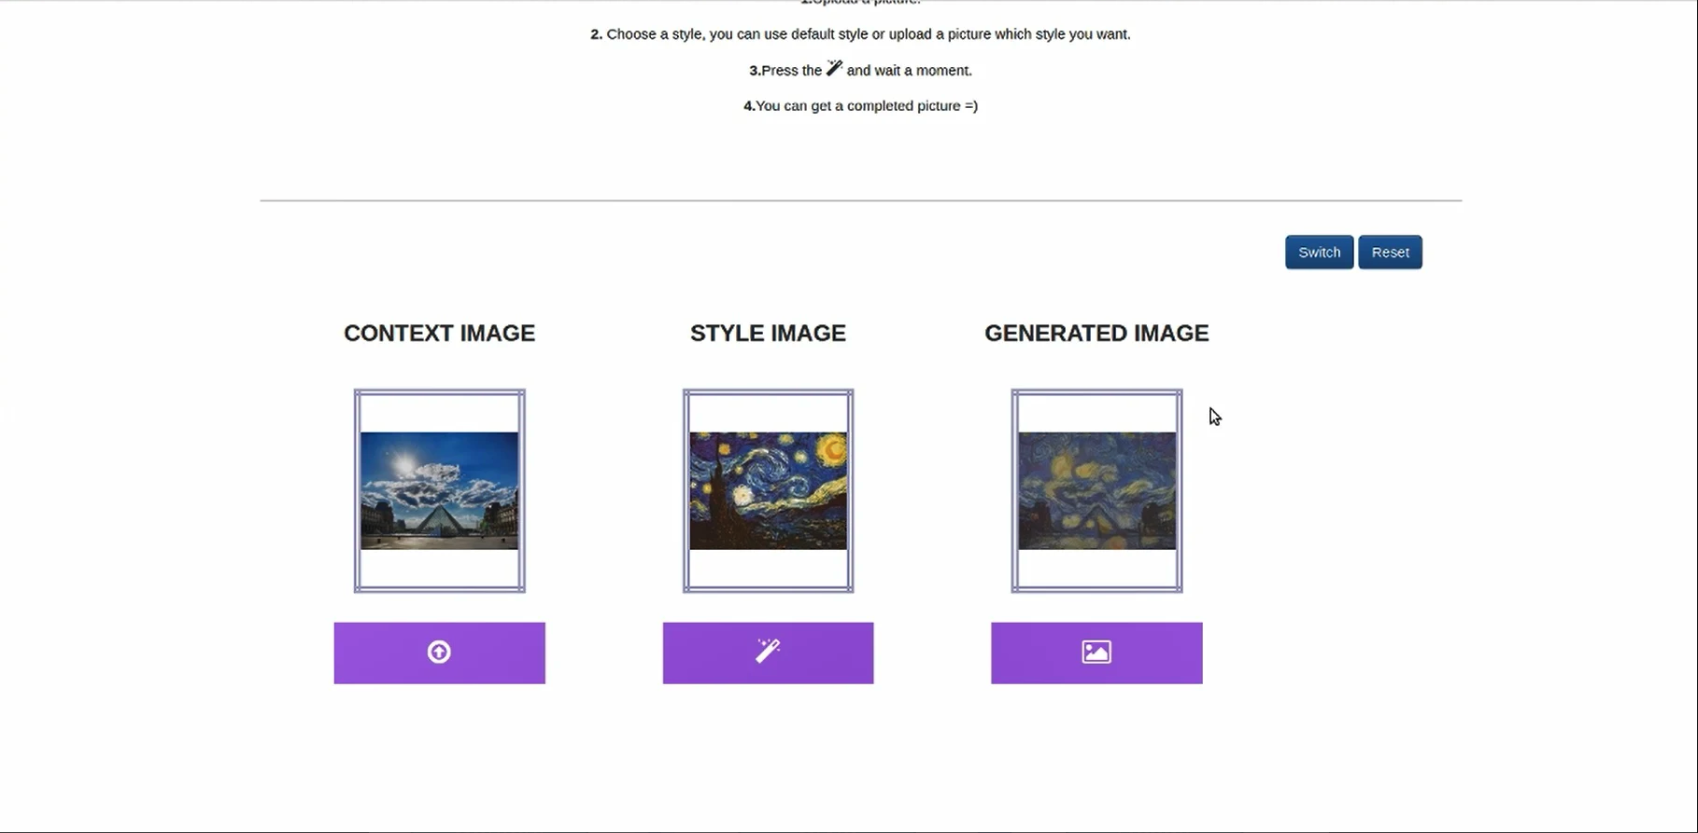 1.Upload a picture.
2. Choose a style, you can use default style or upload a picture which style you want.
3.Press the and wait a moment.
4.You can get a completed picture =)
Switch Reset
CONTEXT IMAGE STYLE IMAGE GENERATED IMAGE